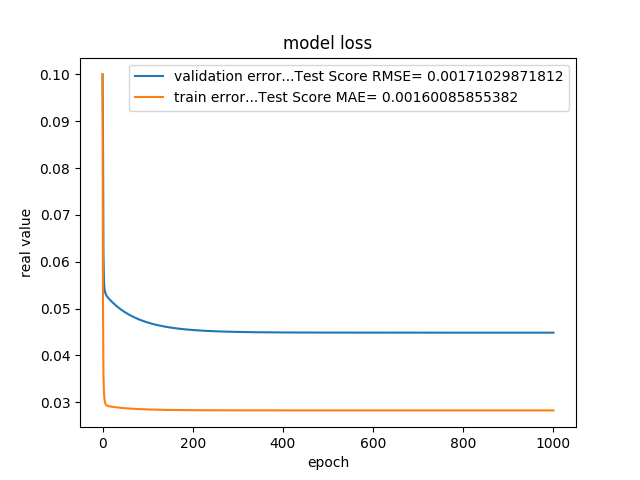 model loss
validation error...Test Score RMSE= 0.00171029871812
train error...Test Score MAE= 0.00160085855382
0.10
0.09
0.08
0.07
0.06
0.05
0.04
0.03
real value
0 200 400 600 800 1000
epoch